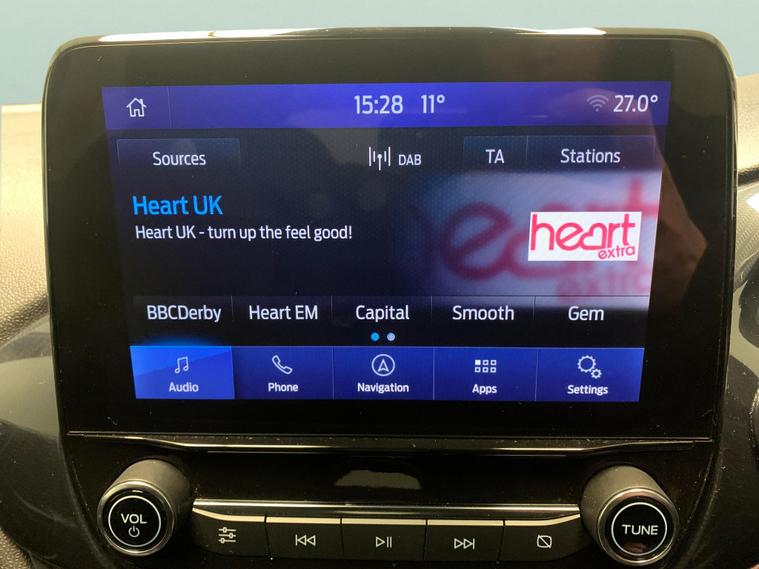 15:28 11° 27.0°
Sources DAB TA Stations
Heart UK
Heart UK - turn up the feel good!
heart
extra
BBCDerby Heart EM Capital Smooth Gem
Audio Phone Navigation Apps Settings
VOL TUNE